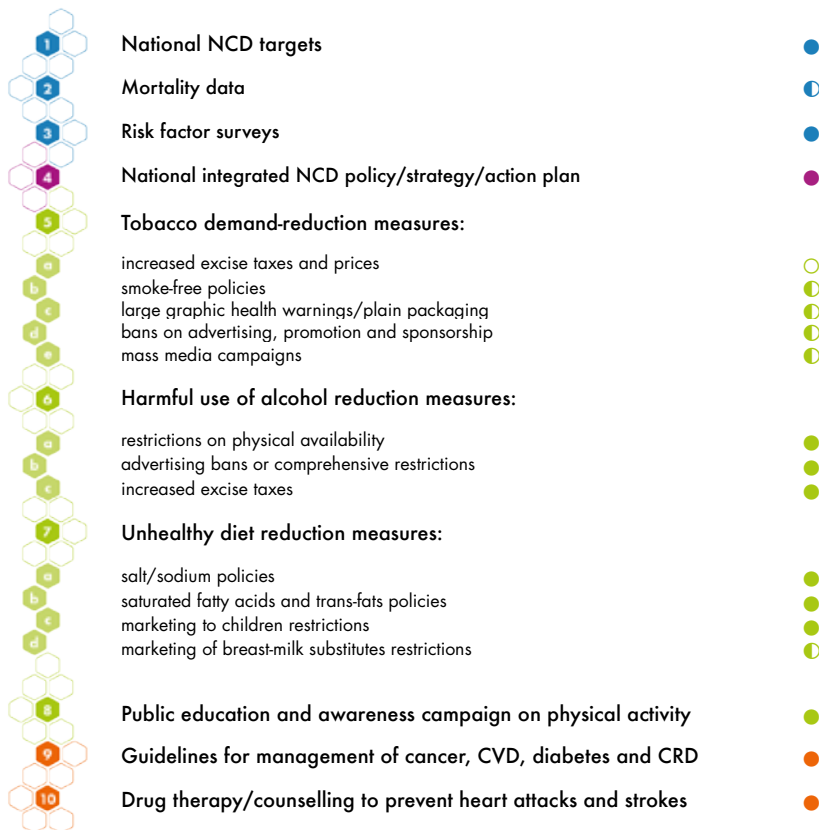 1 National NCD targets
2 Mortality data
3 Risk factor surveys
4 National integrated NCD policy/strategy/action plan
5 Tobacco demand-reduction measures:
a increased excise taxes and prices
b smoke-free policies
c large graphic health warnings/plain packaging
d bans on advertising, promotion and sponsorship
e mass media campaigns
6 Harmful use of alcohol reduction measures:
a restrictions on physical availability
b advertising bans or comprehensive restrictions
c increased excise taxes
7 Unhealthy diet reduction measures:
a salt/sodium policies
b saturated fatty acids and trans-fats policies
c marketing to children restrictions
d marketing of breast-milk substitutes restrictions
8 Public education and awareness campaign on physical activity
9 Guidelines for management of cancer, CVD, diabetes and CRD
10 Drug therapy/counselling to prevent heart attacks and strokes